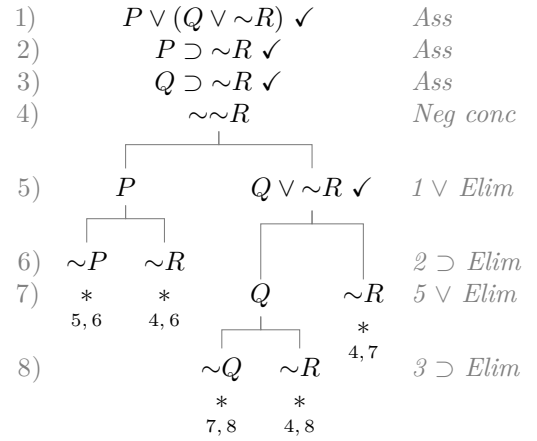 1) P ∨ (Q ∨ ∼R) ✓ Ass
2) P ⊃ ∼R ✓ Ass
3) Q ⊃ ∼R ✓ Ass
4) ∼∼R Neg conc
5) P Q ∨ ∼R ✓ 1 ∨ Elim
6) ∼P ∼R 2 ⊃ Elim
7) * * Q ∼R 5 ∨ Elim
5, 6 4, 6 *
4, 7
8) ∼Q ∼R 3 ⊃ Elim
* *
7, 8 4, 8